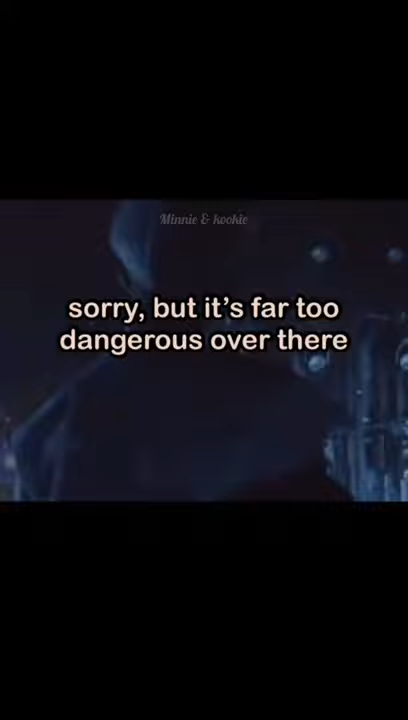 Minnie & kookie
sorry, but it’s far too
dangerous over there